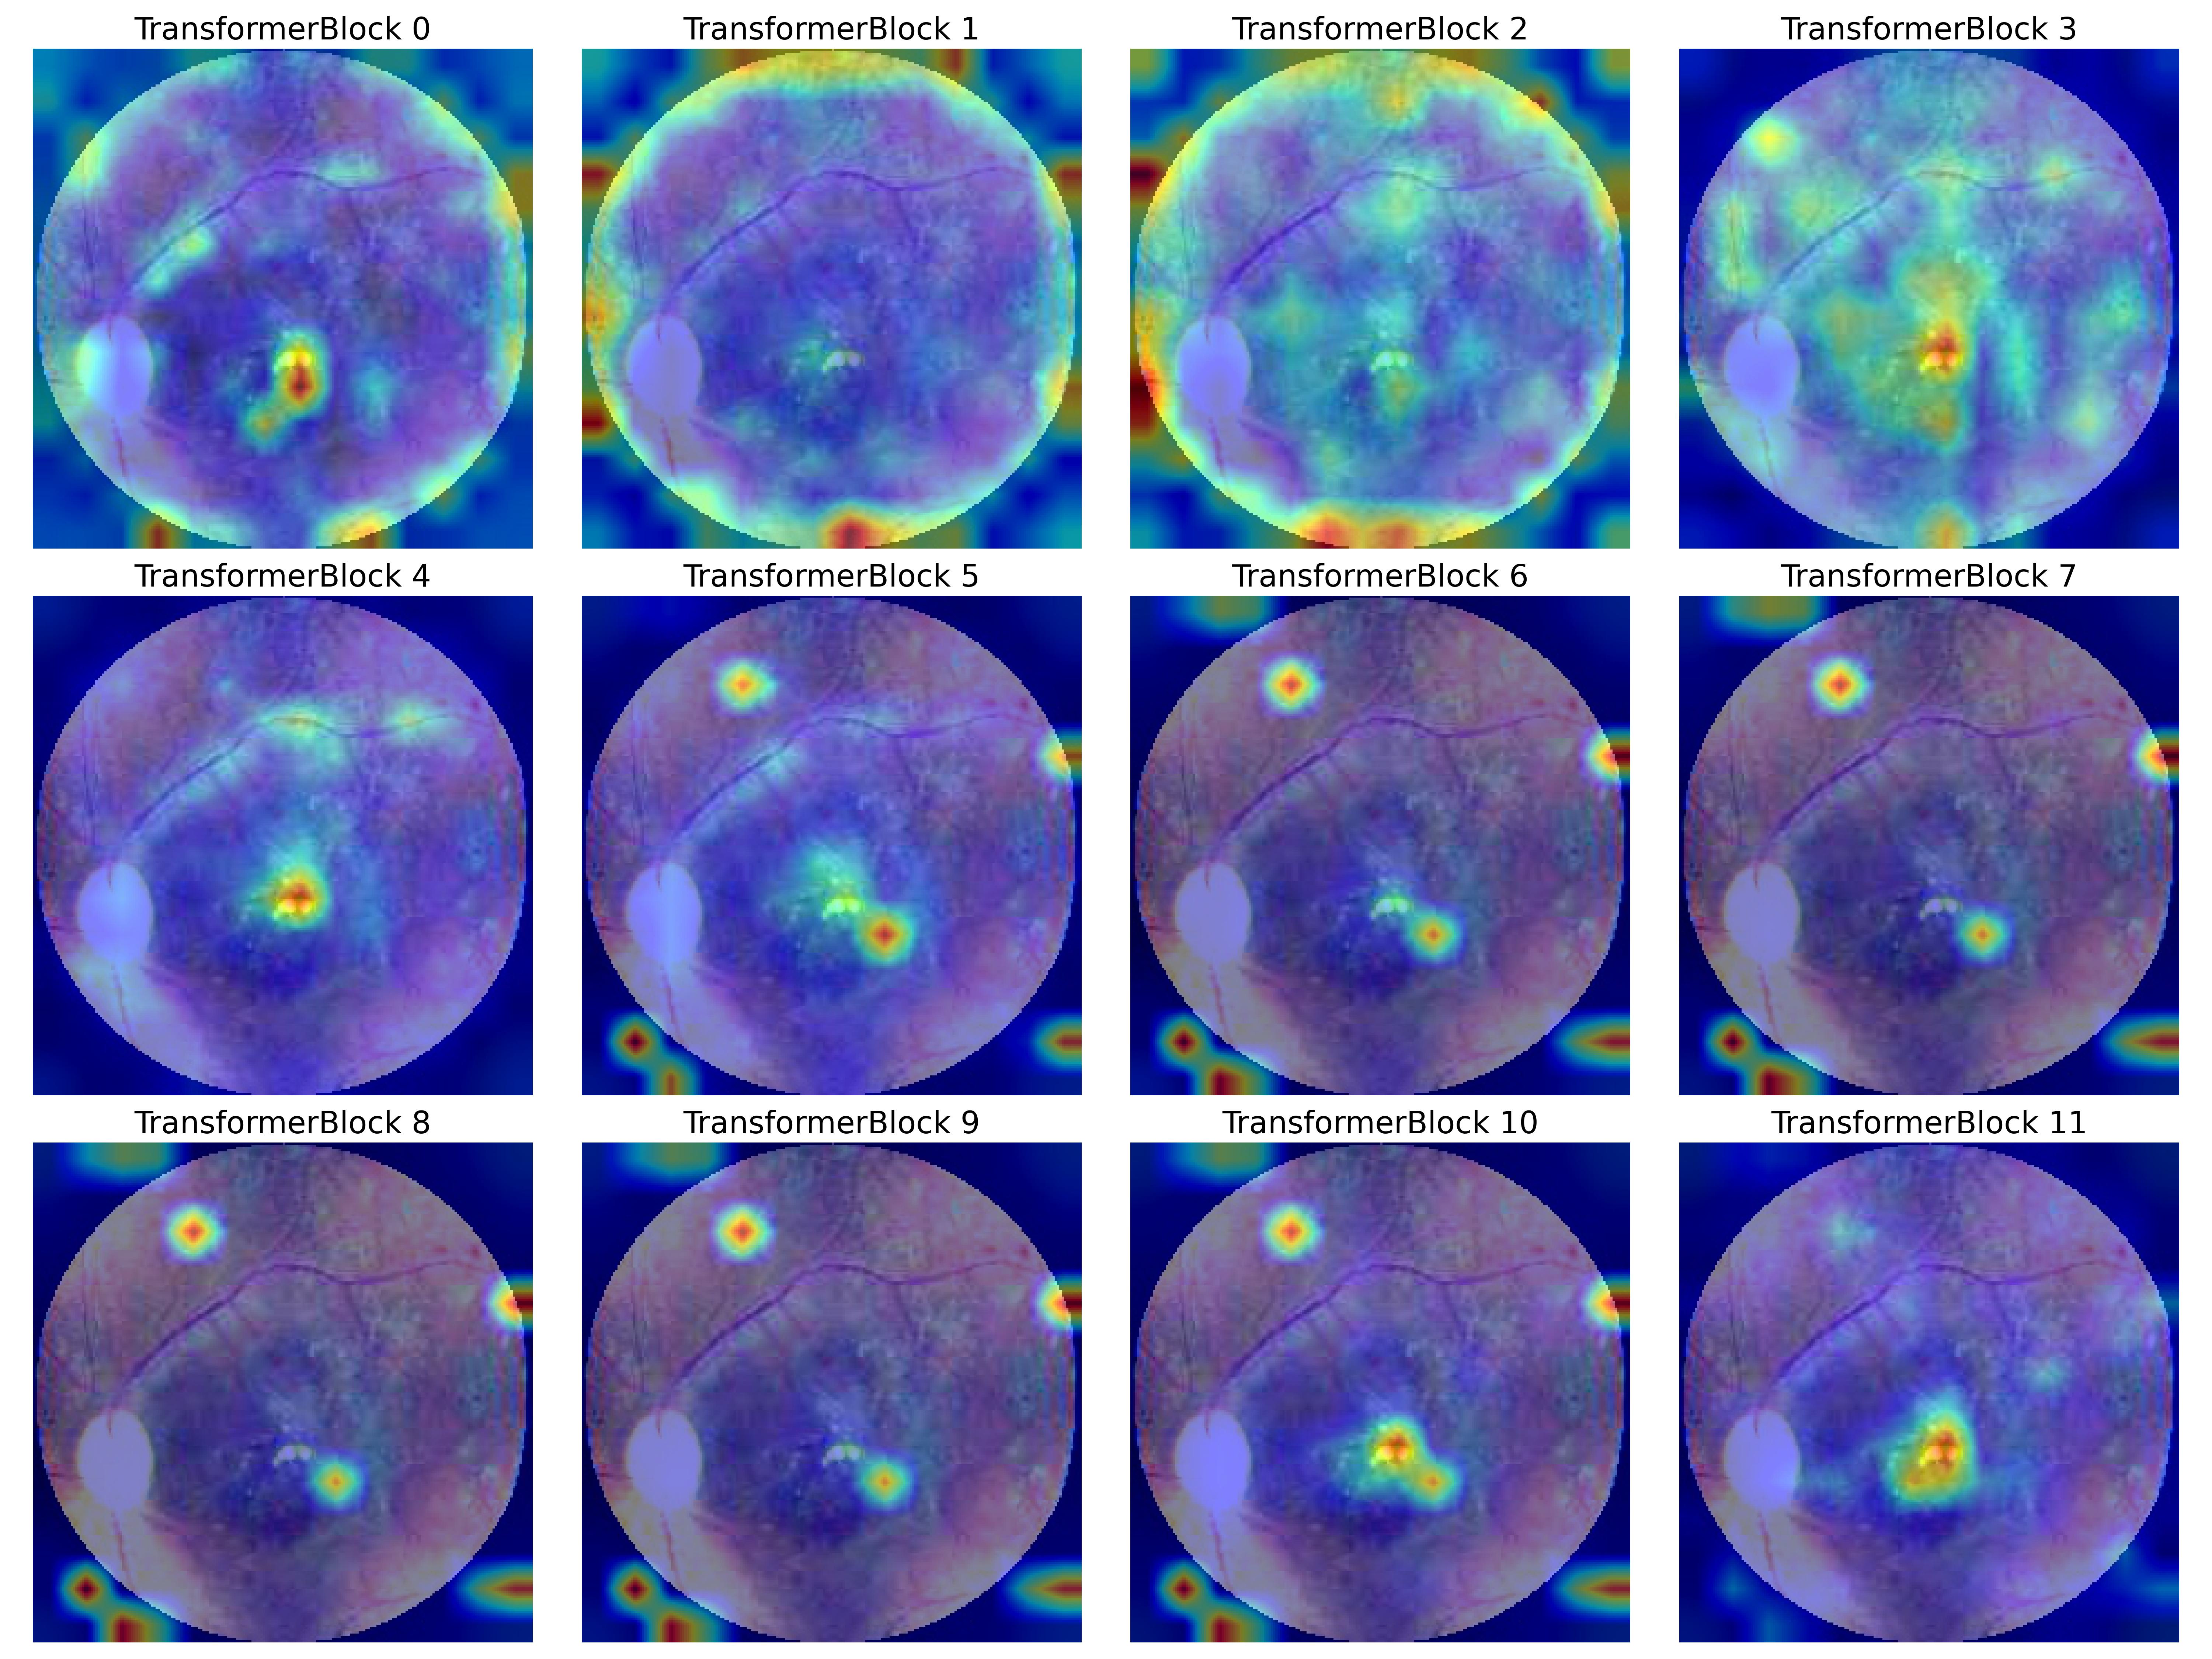 TransformerBlock 0
TransformerBlock 1
TransformerBlock 2
TransformerBlock 3
TransformerBlock 4
TransformerBlock 5
TransformerBlock 6
TransformerBlock 7
TransformerBlock 8
TransformerBlock 9
TransformerBlock 10
TransformerBlock 11